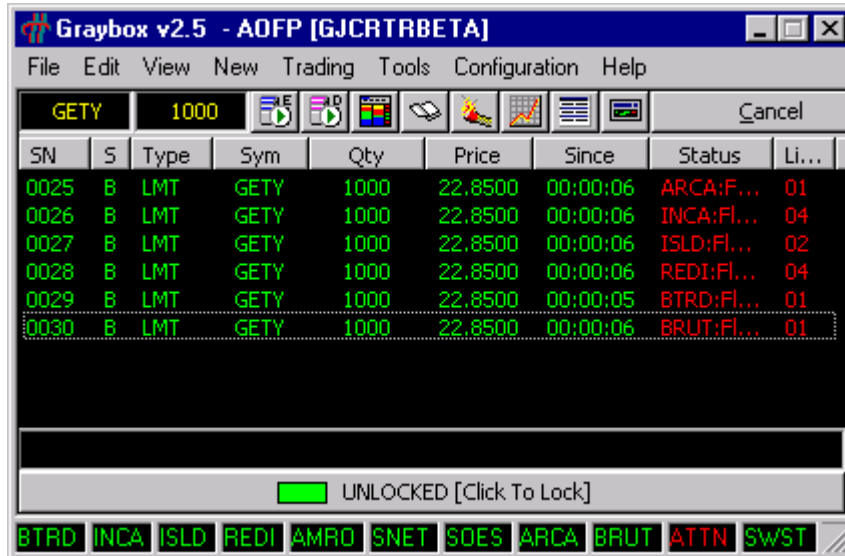 Graybox v2.5 - AOFP [GJCRTRBETA]
File Edit View New Trading Tools Configuration Help
GETY 1000 Cancel
SN S Type Sym Qty Price Since Status Li...
0025 B LMT GETY 1000 22.8500 00:00:06 ARCA:F... 01
0026 B LMT GETY 1000 22.8500 00:00:06 INCA:Fl... 04
0027 B LMT GETY 1000 22.8500 00:00:06 ISLD:Fl... 02
0028 B LMT GETY 1000 22.8500 00:00:06 REDI:Fl... 04
0029 B LMT GETY 1000 22.8500 00:00:05 BTRD:Fl... 01
0030 B LMT GETY 1000 22.8500 00:00:06 BRUT:Fl... 01
UNLOCKED [Click To Lock]
BTRD INCA ISLD REDI AMRO SNET SOES ARCA BRUT ATTN SWST